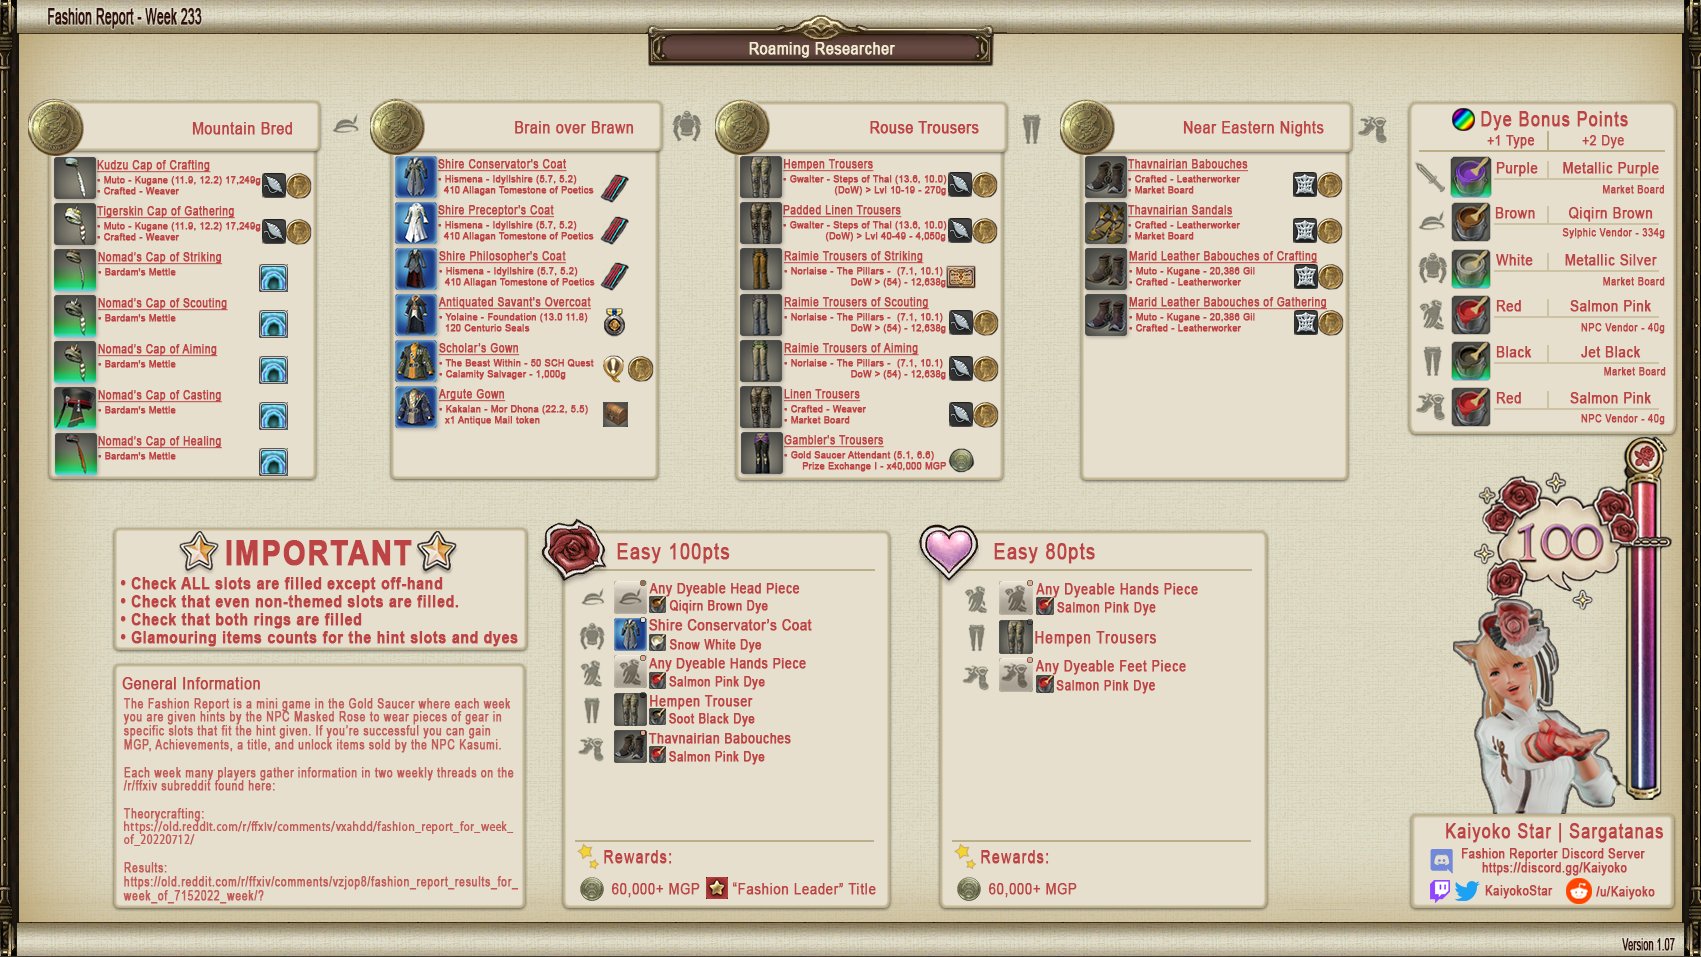 Fashion Report - Week 233
Roaming Researcher
Mountain Bred
Kudzu Cap of Crafting
• Muto - Kugane (11.9, 12.2) 17,249g
• Crafted - Weaver
Tigerskin Cap of Gathering
• Muto - Kugane (11.9, 12.2) 17,249g
• Crafted - Weaver
Nomad's Cap of Striking
• Bardam's Mettle
Nomad's Cap of Scouting
• Bardam's Mettle
Nomad's Cap of Aiming
• Bardam's Mettle
Nomad's Cap of Casting
• Bardam's Mettle
Nomad's Cap of Healing
• Bardam's Mettle
Brain over Brawn
Shire Conservator's Coat
• Hismena - Idyllshire (5.7, 5.2)
410 Allagan Tomestone of Poetics
Shire Preceptor's Coat
• Hismena - Idyllshire (5.7, 5.2)
410 Allagan Tomestone of Poetics
Shire Philosopher's Coat
• Hismena - Idyllshire (5.7, 5.2)
410 Allagan Tomestone of Poetics
Antiquated Savant's Overcoat
• Yolaine - Foundation (13.0 11.8)
120 Centurio Seals
Scholar's Gown
• The Beast Within - 50 SCH Quest
• Calamity Salvager - 1,000g
Argute Gown
• Kakalan - Mor Dhona (22.2, 5.5)
x1 Antique Mail token
Rouse Trousers
Hempen Trousers
• Gwalter - Steps of Thal (13.6, 10.0)
(DoW) > Lvl 10-19 - 270g
Padded Linen Trousers
• Gwalter - Steps of Thal (13.6, 10.0)
(DoW) > Lvl 40-49 - 4,050g
Raimie Trousers of Striking
• Norlaise - The Pillars - (7.1, 10.1)
DoW > (54) - 12,638g
Raimie Trousers of Scouting
• Norlaise - The Pillars - (7.1, 10.1)
DoW > (54) - 12,638g
Raimie Trousers of Aiming
• Norlaise - The Pillars - (7.1, 10.1)
DoW > (54) - 12,638g
Linen Trousers
• Crafted - Weaver
• Market Board
Gambler's Trousers
• Gold Saucer Attendant (5.1, 6.6)
Prize Exchange I - x40,000 MGP
Near Eastern Nights
Thavnairian Babouches
• Crafted - Leatherworker
• Market Board
Thavnairian Sandals
• Crafted - Leatherworker
• Market Board
Marid Leather Babouches of Crafting
• Muto - Kugane - 20,386 Gil
• Crafted - Leatherworker
Marid Leather Babouches of Gathering
• Muto - Kugane - 20,386 Gil
• Crafted - Leatherworker
Dye Bonus Points
+1 Type | +2 Dye
Purple | Metallic Purple
Market Board
Brown | Qiqirn Brown
Sylphic Vendor - 334g
White | Metallic Silver
Market Board
Red | Salmon Pink
NPC Vendor - 40g
Black | Jet Black
Market Board
Red | Salmon Pink
NPC Vendor - 40g
IMPORTANT
• Check ALL slots are filled except off-hand
• Check that even non-themed slots are filled.
• Check that both rings are filled
• Glamouring items counts for the hint slots and dyes
General Information
The Fashion Report is a mini game in the Gold Saucer where each week
you are given hints by the NPC Masked Rose to wear pieces of gear in
specific slots that fit the hint given. If you're successful you can gain
MGP, Achievements, a title, and unlock items sold by the NPC Kasumi.
Each week many players gather information in two weekly threads on the
/r/ffxiv subreddit found here:
Theorycrafting:
https://old.reddit.com/r/ffxiv/comments/vxahdd/fashion_report_for_week_
of_20220712/
Results:
https://old.reddit.com/r/ffxiv/comments/vzjop8/fashion_report_results_for_
week_of_7152022_week/?
Easy 100pts
Any Dyeable Head Piece
Qiqirn Brown Dye
Shire Conservator's Coat
Snow White Dye
Any Dyeable Hands Piece
Salmon Pink Dye
Hempen Trouser
Soot Black Dye
Thavnairian Babouches
Salmon Pink Dye
Rewards:
60,000+ MGP
"Fashion Leader" Title
Easy 80pts
Any Dyeable Hands Piece
Salmon Pink Dye
Hempen Trousers
Any Dyeable Feet Piece
Salmon Pink Dye
Rewards:
60,000+ MGP
100
Kaiyoko Star | Sargatanas
Fashion Reporter Discord Server
https://discord.gg/Kaiyoko
KaiyokoStar
/u/Kaiyoko
Version 1.07